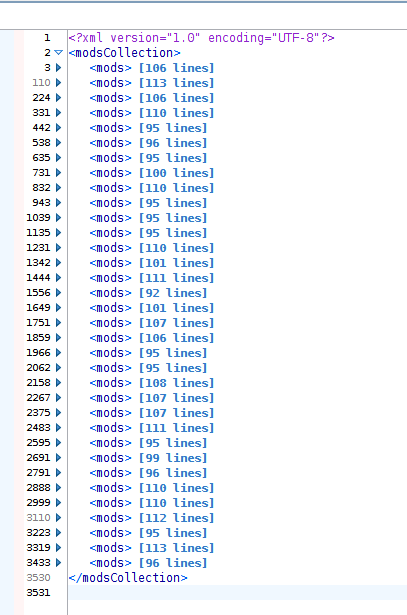 1 <?xml version="1.0" encoding="UTF-8"?>
2 <modsCollection>
3 <mods> [106 lines]
110 <mods> [113 lines]
224 <mods> [106 lines]
331 <mods> [110 lines]
442 <mods> [95 lines]
538 <mods> [96 lines]
635 <mods> [95 lines]
731 <mods> [100 lines]
832 <mods> [110 lines]
943 <mods> [95 lines]
1039 <mods> [95 lines]
1135 <mods> [95 lines]
1231 <mods> [110 lines]
1342 <mods> [101 lines]
1444 <mods> [111 lines]
1556 <mods> [92 lines]
1649 <mods> [101 lines]
1751 <mods> [107 lines]
1859 <mods> [106 lines]
1966 <mods> [95 lines]
2062 <mods> [95 lines]
2158 <mods> [108 lines]
2267 <mods> [107 lines]
2375 <mods> [107 lines]
2483 <mods> [111 lines]
2595 <mods> [95 lines]
2691 <mods> [99 lines]
2791 <mods> [96 lines]
2888 <mods> [110 lines]
2999 <mods> [110 lines]
3110 <mods> [112 lines]
3223 <mods> [95 lines]
3319 <mods> [113 lines]
3433 <mods> [96 lines]
3530 </modsCollection>
3531